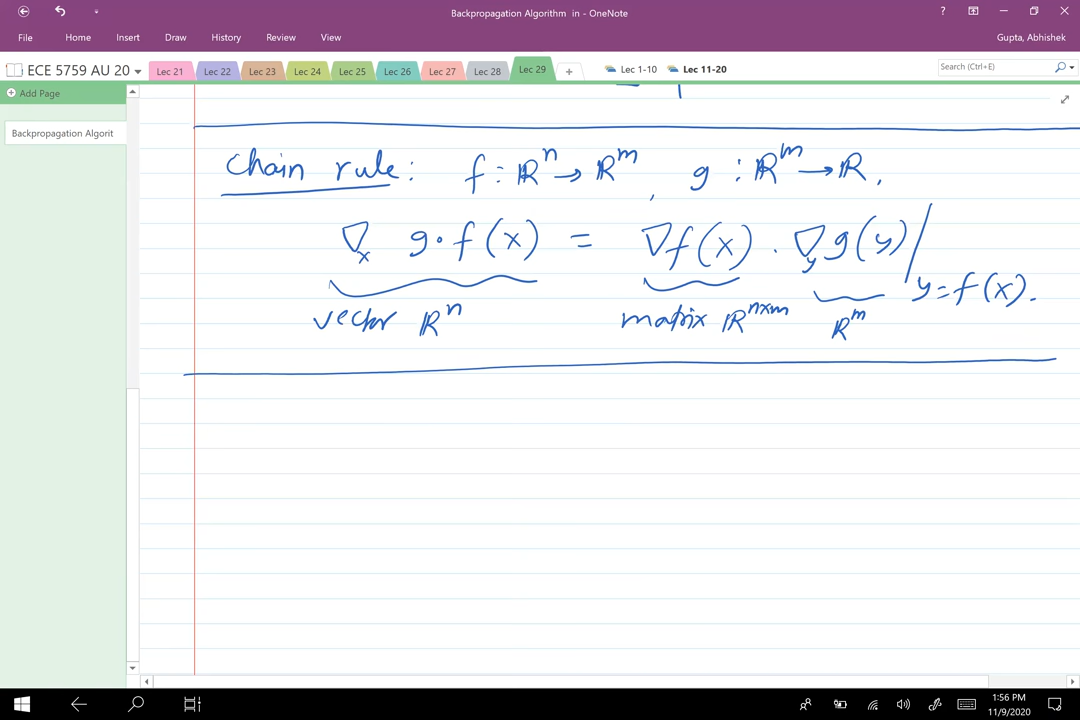 Backpropagation Algorithm in - OneNote
? Gupta, Abhishek
File Home Insert Draw History Review View
ECE 5759 AU 20 Lec 21 Lec 22 Lec 23 Lec 24 Lec 25 Lec 26 Lec 27 Lec 28 Lec 29 + Lec 1-10 Lec 11-20 Search (Ctrl+E)
Add Page
Backpropagation Algorit
Chain rule: f : ℝⁿ → ℝᵐ, g : ℝᵐ → ℝ,
∇ₓ g∘f(x) = ∇f(x) · ∇_y g(y) |_{y=f(x)}.
vector ℝⁿ matrix ℝⁿˣᵐ ℝᵐ
1:56 PM
11/9/2020